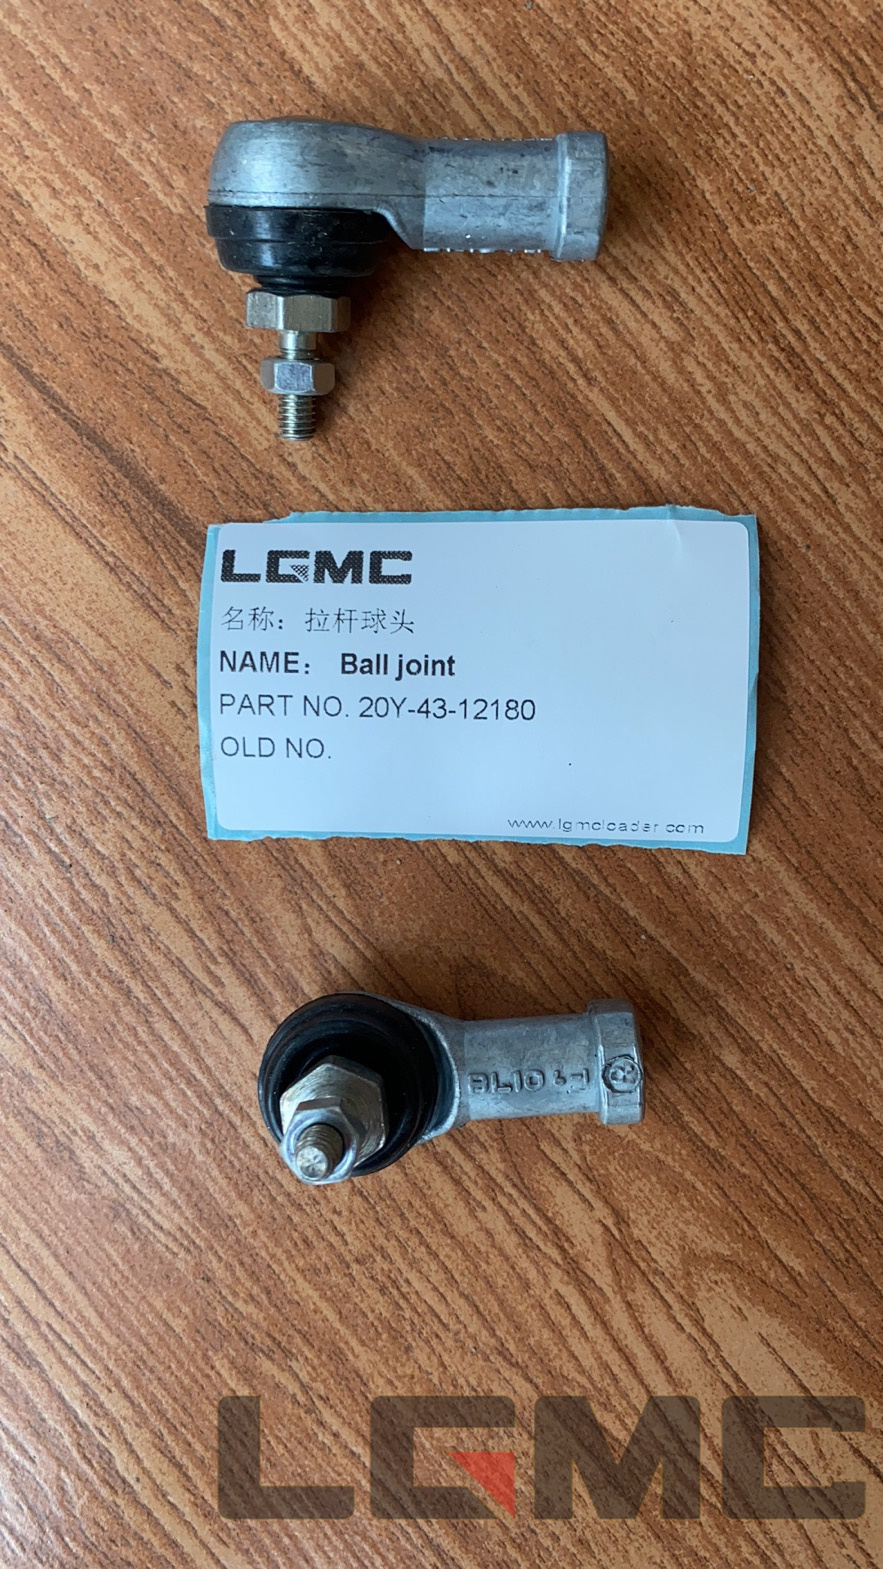 LGMC
名称：拉杆球头
NAME： Ball joint
PART NO. 20Y-43-12180
OLD NO.
www.lgmcloader.com
LGMC